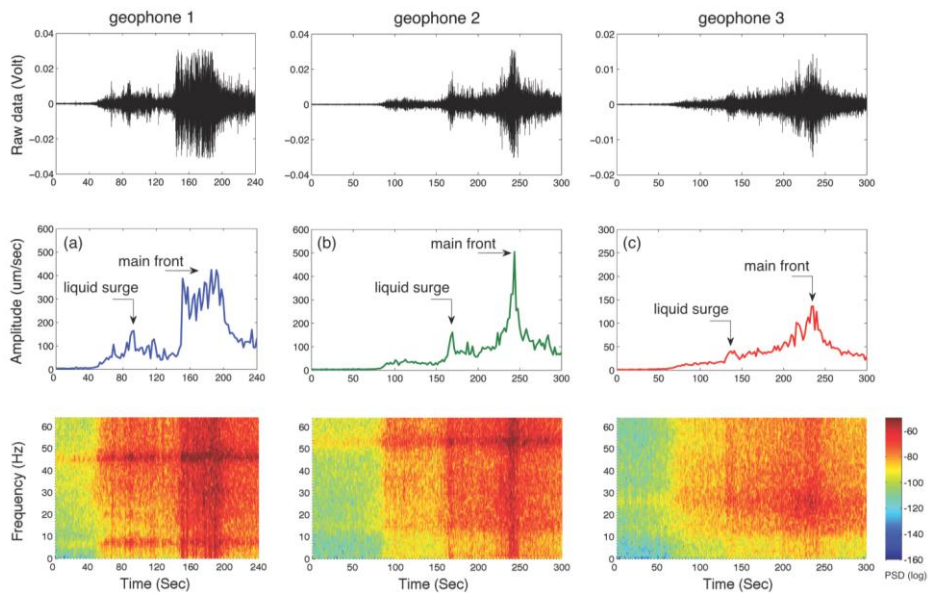 geophone 1 geophone 2 geophone 3
Raw data (Volt)
0.04 0.04 0.02
0.02 0.02 0.01
0 0 0
−0.02 −0.02 −0.01
−0.04 −0.04 −0.02
0 40 80 120 160 200 240 0 50 100 150 200 250 300 0 50 100 150 200 250 300
Amplitude (um/sec)
600 600 300
(a) (b) (c)
500 500 250
main front main front main front
400 400 200
liquid surge liquid surge liquid surge
300 300 150
200 200 100
100 100 50
0 0 0
0 40 80 120 160 200 240 0 50 100 150 200 250 300 0 50 100 150 200 250 300
Frequency (Hz)
60 60 60
50 50 50
40 40 40
30 30 30
20 20 20
10 10 10
0 0 0
0 40 80 120 160 200 240 0 50 100 150 200 250 300 0 50 100 150 200 250 300
Time (Sec) Time (Sec) Time (Sec)
-60
-80
-100
-120
-140
-160
PSD (log)